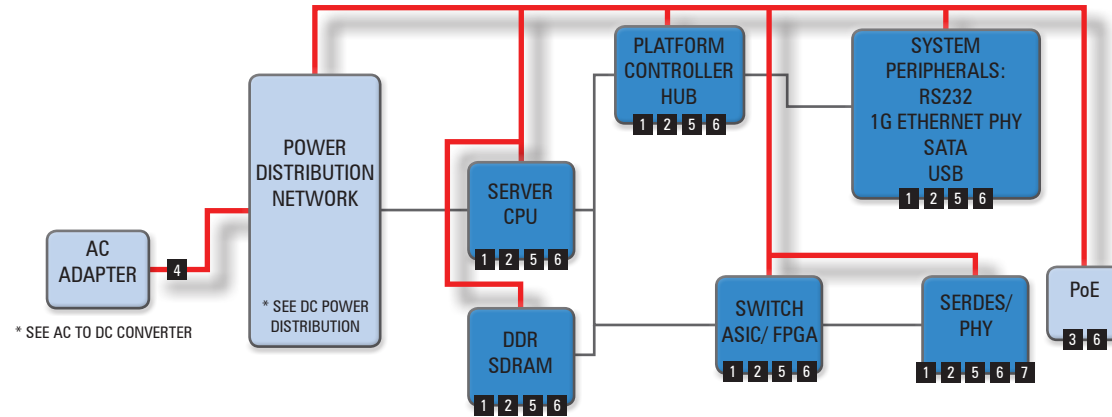 PLATFORM
CONTROLLER
HUB
1 2 5 6
SYSTEM
PERIPHERALS:
RS232
1G ETHERNET PHY
SATA
USB
1 2 5 6
POWER
DISTRIBUTION
NETWORK
* SEE DC POWER
DISTRIBUTION
SERVER
CPU
1 2 5 6
AC
ADAPTER
4
* SEE AC TO DC CONVERTER
DDR
SDRAM
1 2 5 6
SWITCH
ASIC/ FPGA
1 2 5 6
SERDES/
PHY
1 2 5 6 7
PoE
3 6